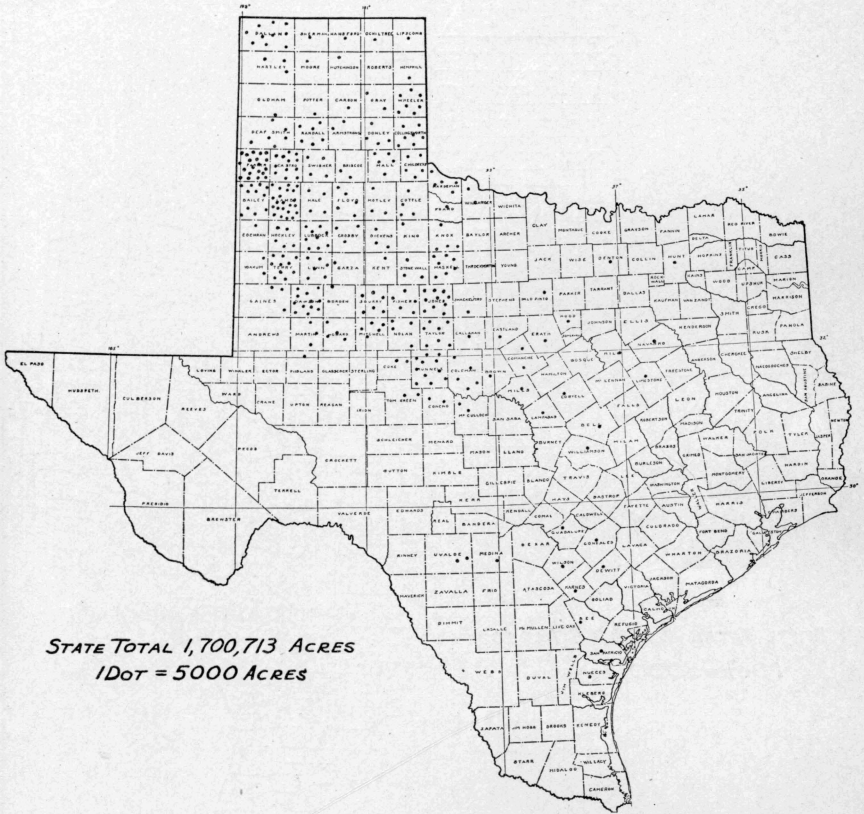 103° 101°
DALLAM SHERMAN HANSFORD OCHILTREE LIPSCOMB
HARTLEY MOORE HUTCHINSON ROBERTS HEMPHILL
OLDHAM POTTER CARSON GRAY WHEELER
DEAF SMITH RANDALL ARMSTRONG DONLEY COLLINGSWORTH
CASTRO SWISHER BRISCOE HALL CHILDRESS
HARDEMAN
BAILEY LAMB HALE FLOYD MOTLEY COTTLE FOARD WILBARGER WICHITA
CLAY MONTAGUE COOKE GRAYSON FANNIN LAMAR RED RIVER BOWIE
COCHRAN HOCKLEY LUBBOCK CROSBY DICKENS KING KNOX BAYLOR ARCHER
DELTA HOPKINS TITUS CASS
YOAKUM TERRY LYNN GARZA KENT STONEWALL HASKELL THROCKMORTON YOUNG JACK WISE DENTON COLLIN HUNT
RAINS WOOD CAMP UPSHUR MARION
GAINES DAWSON BORDEN SCURRY FISHER JONES SHACKELFORD STEPHENS PALO PINTO PARKER TARRANT DALLAS KAUFMAN VAN ZANDT
SMITH GREGG HARRISON
ANDREWS MARTIN HOWARD MITCHELL NOLAN TAYLOR CALLAHAN EASTLAND ERATH HOOD JOHNSON ELLIS HENDERSON RUSK PANOLA
EL PASO HUDSPETH CULBERSON REEVES LOVING WINKLER ECTOR MIDLAND GLASSCOCK STERLING COKE RUNNELS COLEMAN BROWN COMANCHE HAMILTON BOSQUE HILL NAVARRO ANDERSON CHEROKEE NACOGDOCHES SHELBY
WARD CRANE UPTON REAGAN IRION TOM GREEN CONCHO McCULLOCH SAN SABA MILLS LAMPASAS CORYELL McLENNAN LIMESTONE FREESTONE LEON HOUSTON ANGELINA SABINE
JEFF DAVIS PECOS CROCKETT SCHLEICHER MENARD MASON LLANO BURNET BELL FALLS ROBERTSON MADISON TRINITY POLK TYLER JASPER NEWTON
SUTTON KIMBLE GILLESPIE BLANCO WILLIAMSON MILAM BRAZOS GRIMES WALKER
PRESIDIO BREWSTER TERRELL VALVERDE EDWARDS KERR KENDALL HAYS TRAVIS BASTROP BURLESON WASHINGTON MONTGOMERY LIBERTY HARDIN ORANGE
REAL BANDERA COMAL CALDWELL FAYETTE AUSTIN HARRIS CHAMBERS JEFFERSON
KINNEY UVALDE MEDINA BEXAR GUADALUPE GONZALES LAVACA COLORADO FORT BEND GALVESTON
MAVERICK ZAVALLA FRIO ATASCOSA WILSON DEWITT WHARTON BRAZORIA
DIMMIT LASALLE McMULLEN LIVE OAK KARNES GOLIAD VICTORIA JACKSON MATAGORDA
BEE REFUGIO CALHOUN
STATE TOTAL 1,700,713 ACRES
1 DOT = 5000 ACRES
WEBB DUVAL JIM WELLS SAN PATRICIO
NUECES
KLEBERG
ZAPATA JIM HOGG BROOKS KENEDY
STARR HIDALGO WILLACY
CAMERON